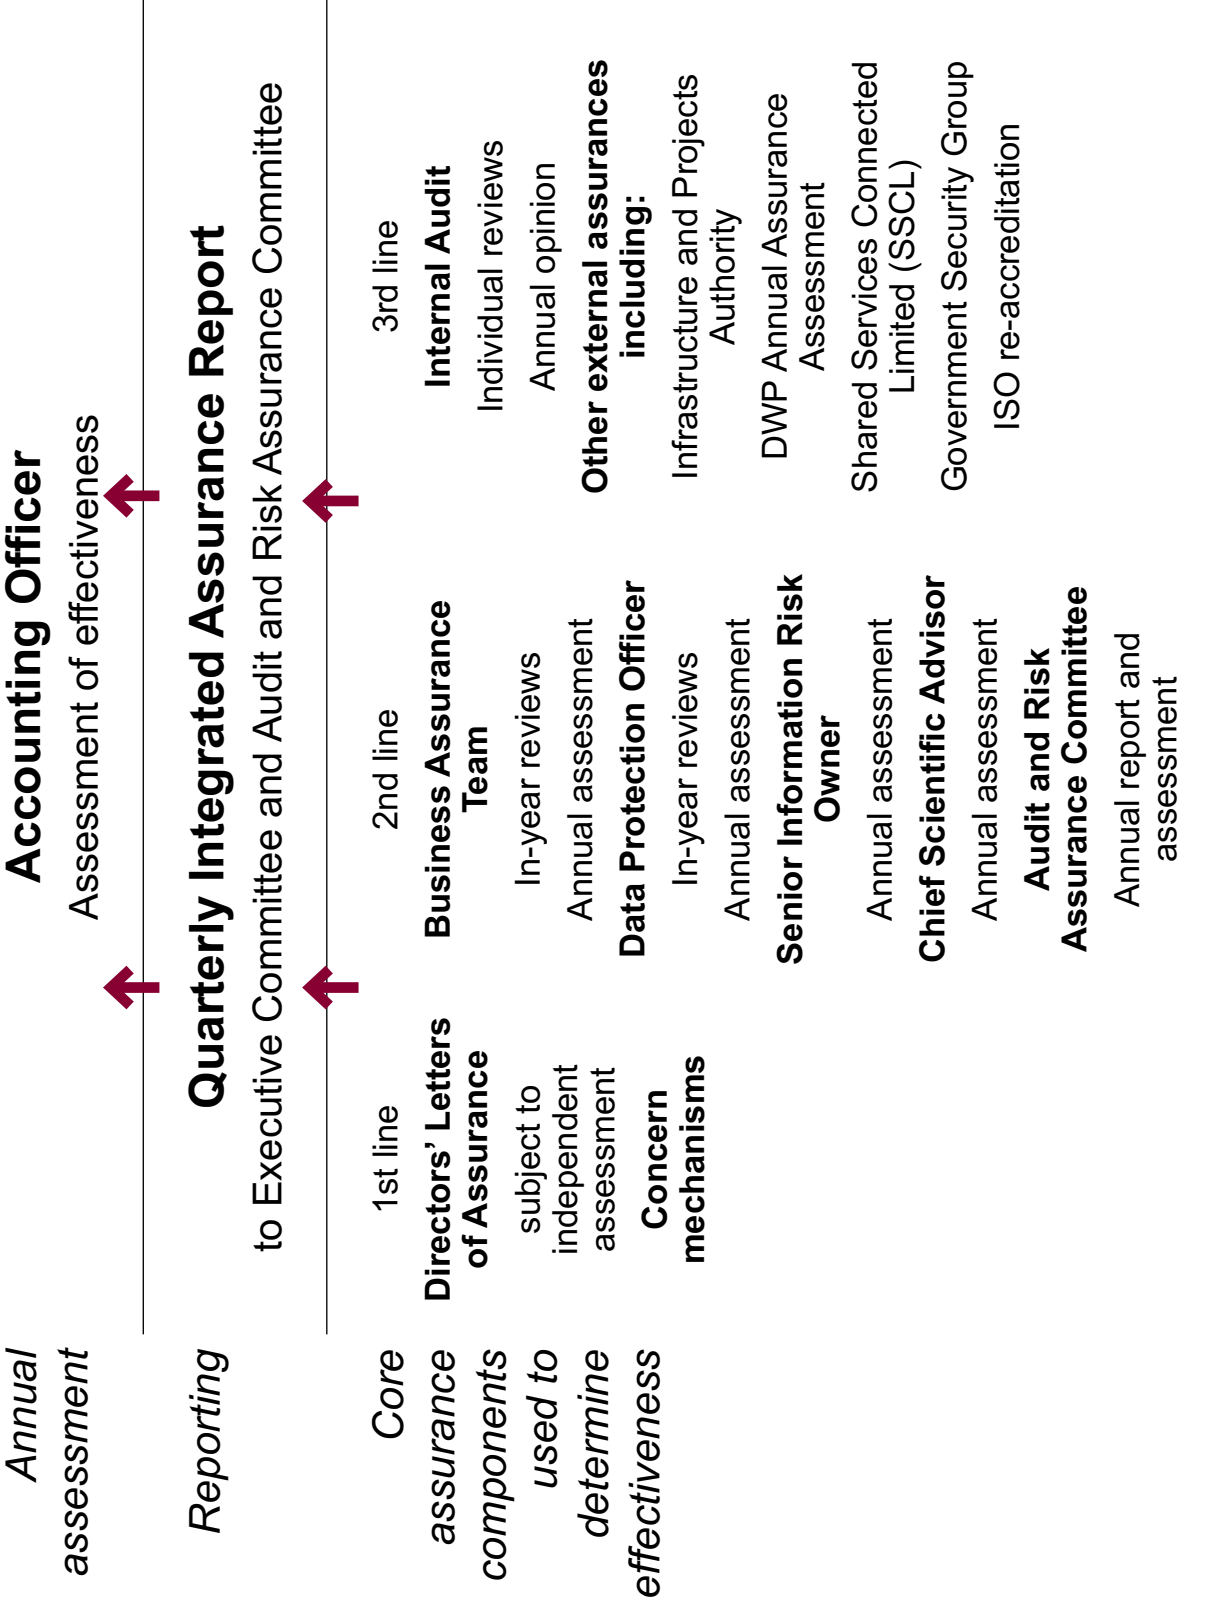 Annual
assessment
Accounting Officer
Assessment of effectiveness
Reporting
Quarterly Integrated Assurance Report
to Executive Committee and Audit and Risk Assurance Committee
Core
assurance
components
used to
determine
effectiveness
1st line
Directors’ Letters
of Assurance
subject to
independent
assessment
Concern
mechanisms
2nd line
Business Assurance
Team
In-year reviews
Annual assessment
Data Protection Officer
In-year reviews
Annual assessment
Senior Information Risk
Owner
Annual assessment
Chief Scientific Advisor
Annual assessment
Audit and Risk
Assurance Committee
Annual report and
assessment
3rd line
Internal Audit
Individual reviews
Annual opinion
Other external assurances
including:
Infrastructure and Projects
Authority
DWP Annual Assurance
Assessment
Shared Services Connected
Limited (SSCL)
Government Security Group
ISO re-accreditation